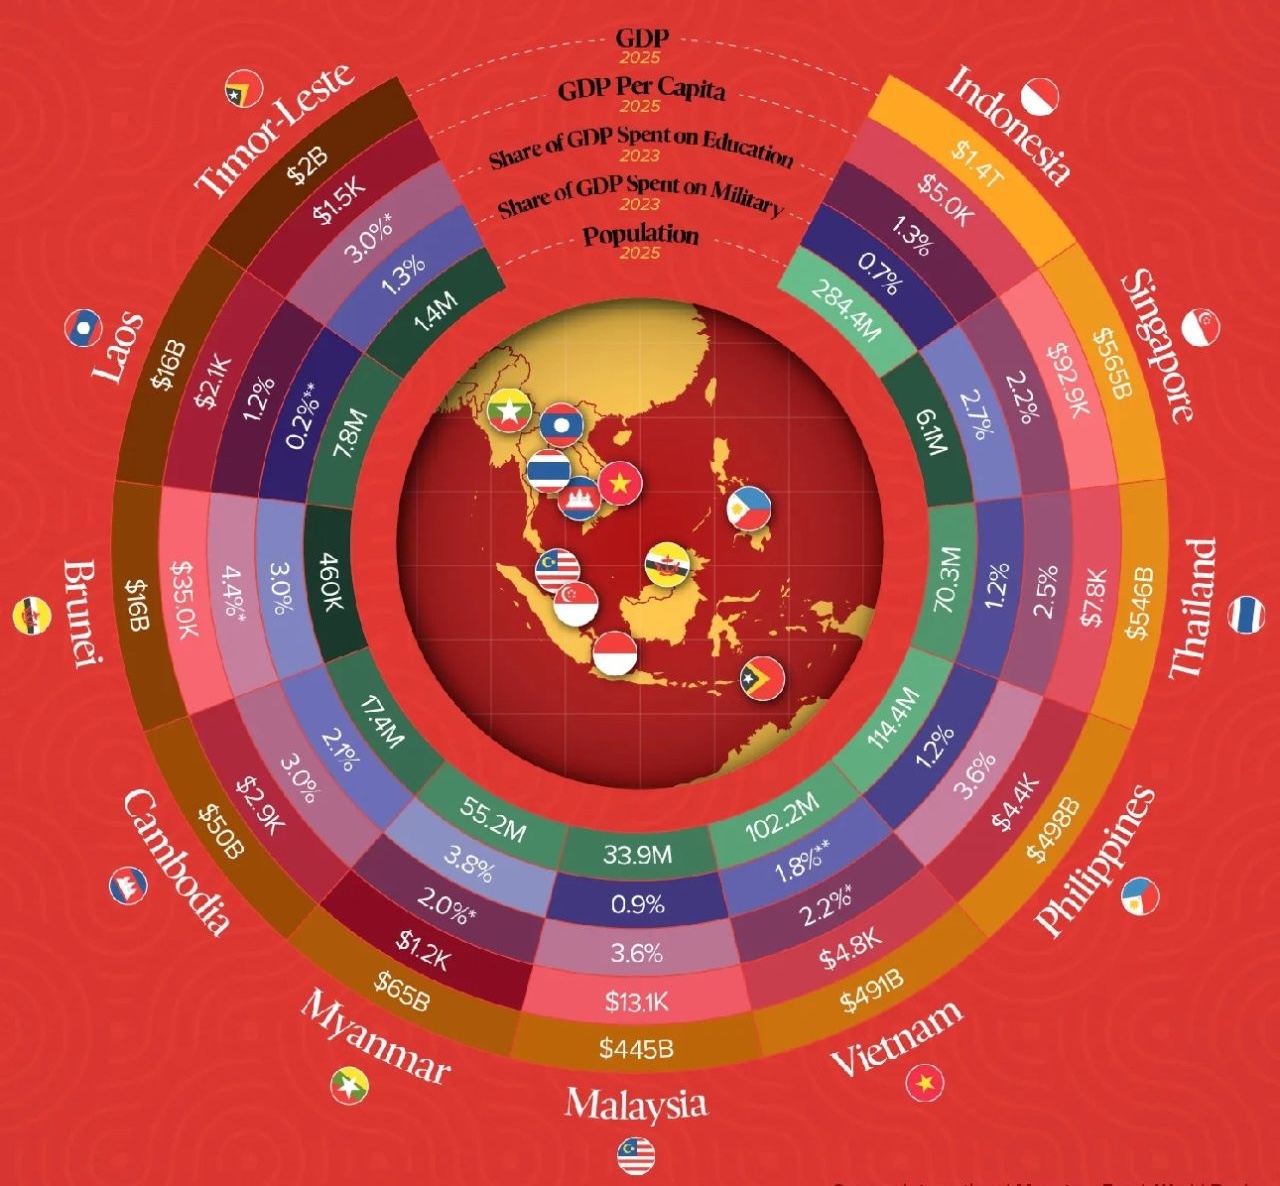 GDP
2025
GDP Per Capita
2025
Share of GDP Spent on Education
2023
Share of GDP Spent on Military
2023
Population
2025
Indonesia
$1.4T
$5.0K
1.3%
0.7%
284.4M
Singapore
$565B
$92.9K
2.2%
2.7%
6.1M
Thailand
$546B
$7.8K
2.5%
1.2%
70.3M
Philippines
$498B
$4.4K
3.6%
1.2%
114.4M
Vietnam
$491B
$4.8K
2.2%*
1.8%**
102.2M
Malaysia
$445B
$13.1K
3.6%
0.9%
33.9M
Myanmar
$65B
$1.2K
2.0%*
3.8%
55.2M
Cambodia
$50B
$2.9K
3.0%
2.1%
17.4M
Brunei
$16B
$35.0K
4.4%*
3.0%
460K
Laos
$16B
$2.1K
1.2%
0.2%**
7.8M
Timor-Leste
$2B
$1.5K
3.0%*
1.3%
1.4M